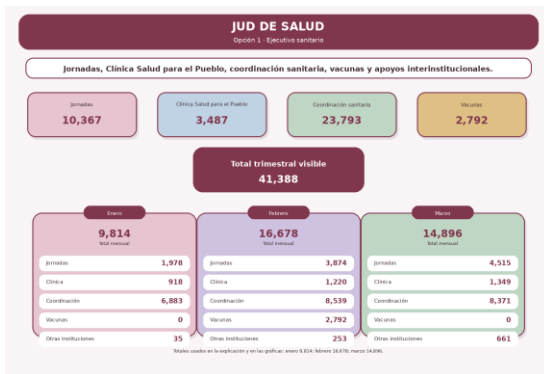 JUD DE SALUD
Opción 1 · Ejecutivo sanitario
Jornadas, Clínica Salud para el Pueblo, coordinación sanitaria, vacunas y apoyos interinstitucionales.
Jornadas
10,367
Clínica Salud para el Pueblo
3,487
Coordinación sanitaria
23,793
Vacunas
2,792
Total trimestral visible
41,388
Enero
9,814
Total mensual
Jornadas 1,978
Clínica 918
Coordinación 6,883
Vacunas 0
Otras instituciones 35
Febrero
16,678
Total mensual
Jornadas 3,874
Clínica 1,220
Coordinación 8,539
Vacunas 2,792
Otras instituciones 253
Marzo
14,896
Total mensual
Jornadas 4,515
Clínica 1,349
Coordinación 8,371
Vacunas 0
Otras instituciones 661
Totales usados en la explicación y en las gráficas: enero 9,814; febrero 16,678; marzo 14,896.